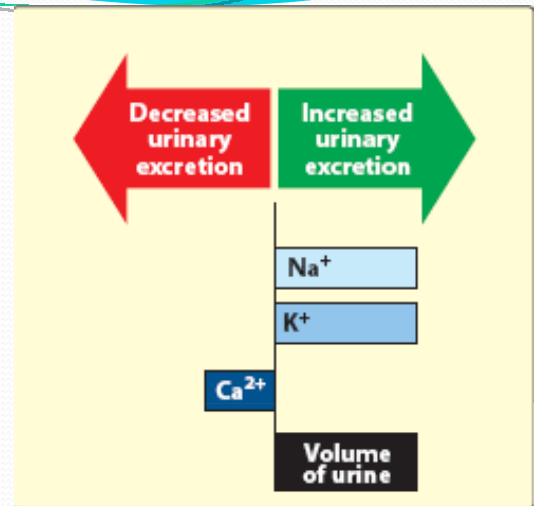 Decreased
urinary
excretion
Increased
urinary
excretion
Na⁺
K⁺
Ca²⁺
Volume
of urine